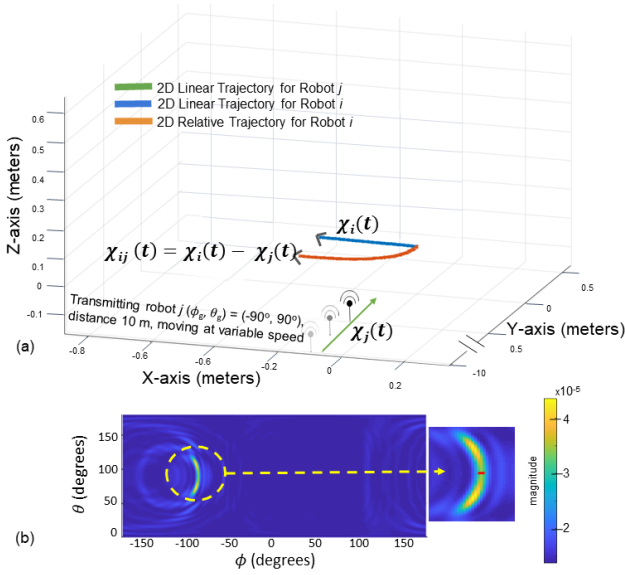 (a)
2D Linear Trajectory for Robot j
2D Linear Trajectory for Robot i
2D Relative Trajectory for Robot i
Z-axis (meters)
0.6
0.5
0.4
0.3
0.2
0.1
0
-0.1
χi(t)
χij (t) = χi(t) − χj(t)
Transmitting robot j (ϕg, θg) = (-90º, 90º),
distance 10 m, moving at variable speed
χj(t)
-0.8
-0.6
-0.4
-0.2
0
0.2
X-axis (meters)
-10
0.5
0
0.5
Y-axis (meters)
(b)
θ (degrees)
150
100
50
0
-150
-100
-50
0
50
100
150
ϕ (degrees)
×10⁻⁵
4
3
2
magnitude